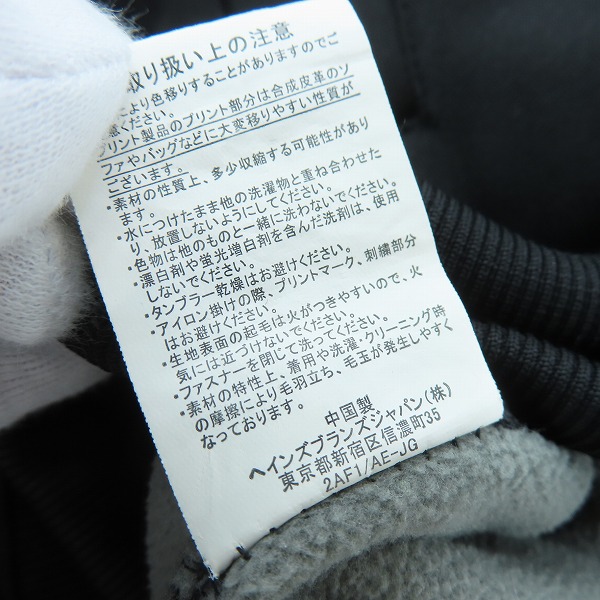 取り扱い上の注意
により色移りすることがありますのでご
意ください。
プリント製品のプリント部分は合成皮革のソ
ファやバッグなどに大変移りやすい性質が
ございます。
・素材の性質上、多少収縮する可能性があり
ます。
・水につけたまま他の洗濯物と重ね合わせた
り、放置しないようにしてください。
・色物は他のものと一緒に洗わないでください。
・漂白剤や蛍光増白剤を含んだ洗剤は、使用
しないでください。
・タンブラー乾燥はお避けください。
・アイロン掛けの際、プリントマーク、刺繍部分
はお避けください。
・生地表面の起毛は火がつきやすいので、火
気には近づけないでください。
・ファスナーを閉じて洗ってください。
・素材の特性上、着用や洗濯・クリーニング時
の摩擦により毛羽立ち、毛玉が発生しやすく
なっております。
中国製
ヘインズブランズジャパン(株)
東京都新宿区信濃町35
2AF1/AE-JG